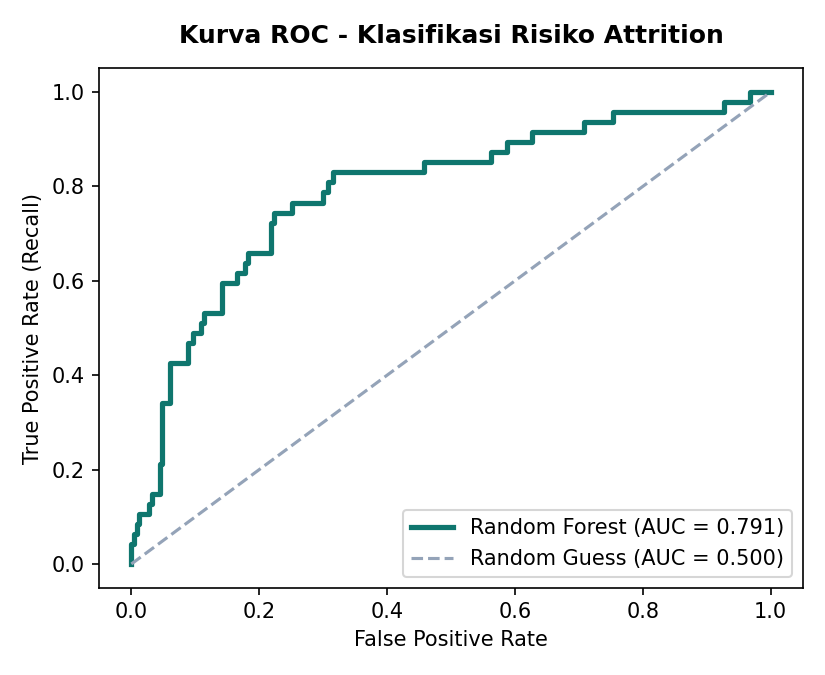 Kurva ROC - Klasifikasi Risiko Attrition
True Positive Rate (Recall)
1.0
0.8
0.6
0.4
0.2
0.0
Random Forest (AUC = 0.791)
Random Guess (AUC = 0.500)
0.0 0.2 0.4 0.6 0.8 1.0
False Positive Rate